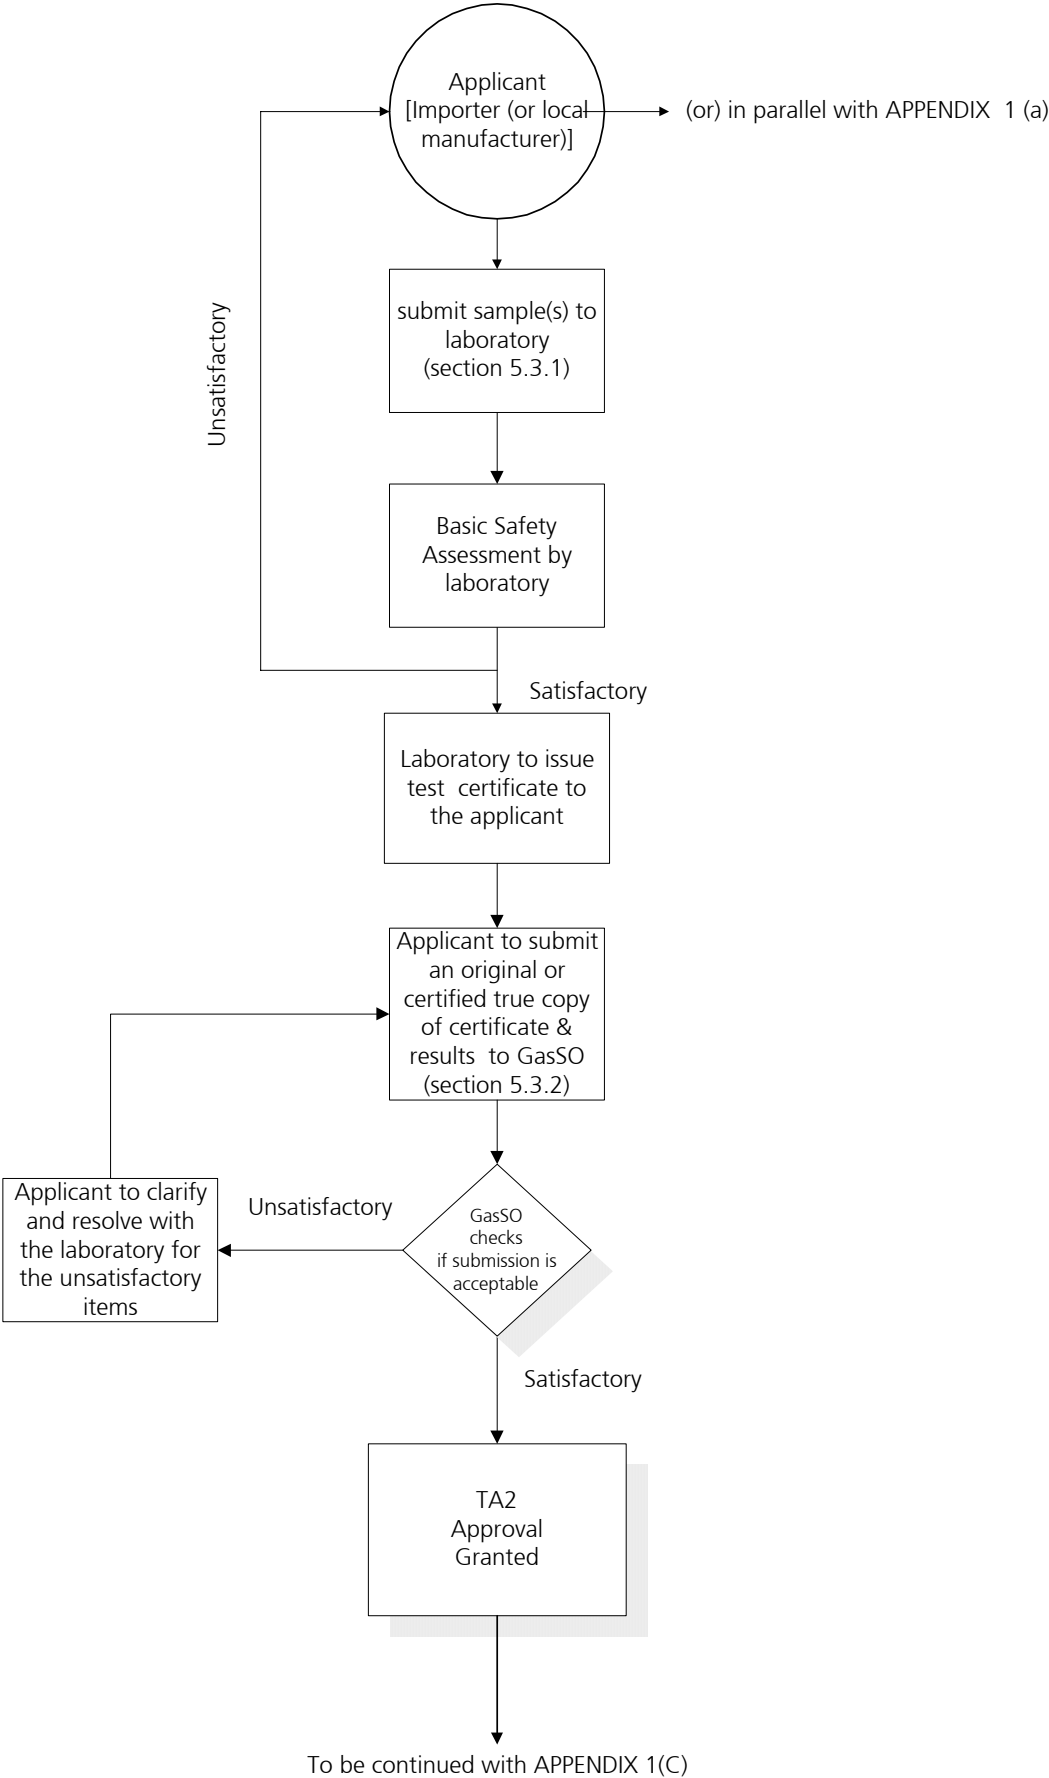 Applicant
[Importer (or local
manufacturer)]
(or) in parallel with APPENDIX  1 (a)
submit sample(s) to
laboratory
(section 5.3.1)
Unsatisfactory
Basic Safety
Assessment by
laboratory
Satisfactory
Laboratory to issue
test  certificate to
the applicant
Applicant to submit
an original or
certified true copy
of certificate &
results  to GasSO
(section 5.3.2)
Applicant to clarify
and resolve with
the laboratory for
the unsatisfactory
items
Unsatisfactory
GasSO
checks
if submission is
acceptable
Satisfactory
TA2
Approval
Granted
To be continued with APPENDIX 1(C)